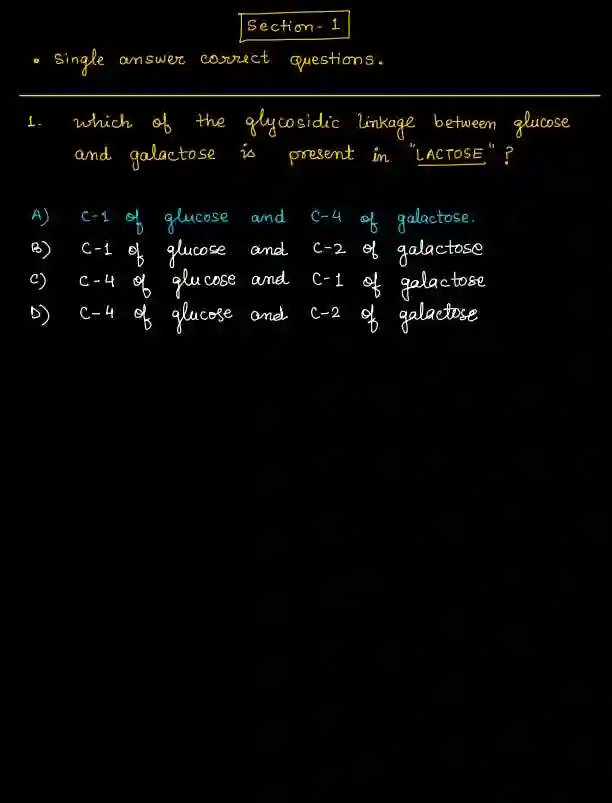 Section - 1
• Single answer correct questions.
1. which of the glycosidic linkage between glucose
and galactose is present in "LACTOSE" ?
A) C-1 of glucose and C-4 of galactose.
B) C-1 of glucose and C-2 of galactose
C) C-4 of glucose and C-1 of galactose
D) C-4 of glucose and C-2 of galactose